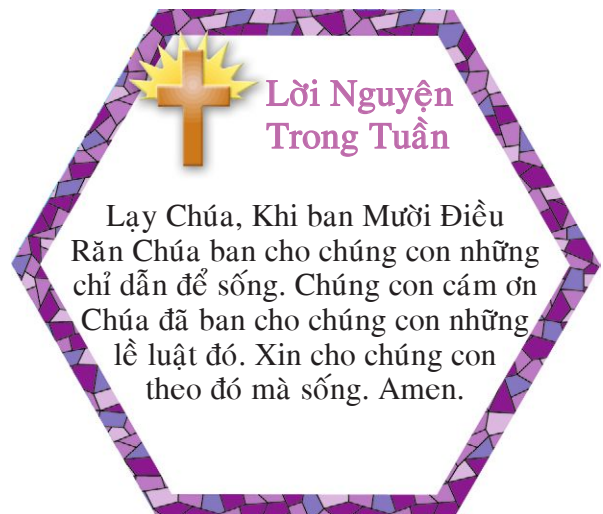 Lời Nguyện
Trong Tuần
Lạy Chúa, Khi ban Mười Điều
Răn Chúa ban cho chúng con những
chỉ dẫn để sống. Chúng con cám ơn
Chúa đã ban cho chúng con những
lề luật đó. Xin cho chúng con
theo đó mà sống. Amen.